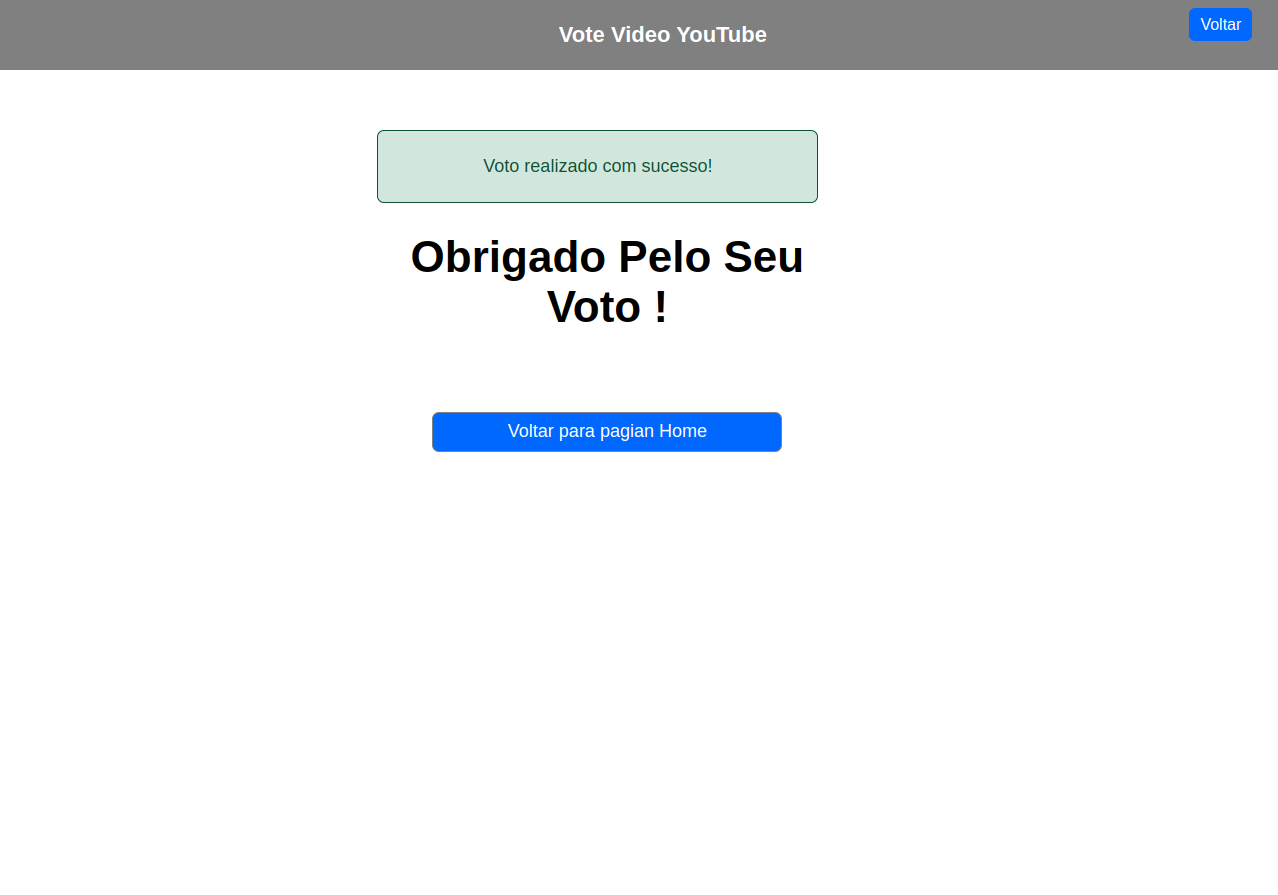 Vote Video YouTube
Voltar
Voto realizado com sucesso!
Obrigado Pelo Seu
Voto !
Voltar para pagian Home